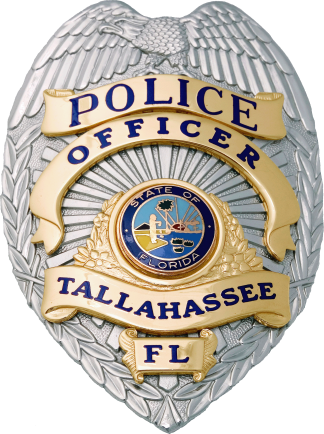 POLICE
OFFICER
STATE OF
FLORIDA
TALLAHASSEE
FL